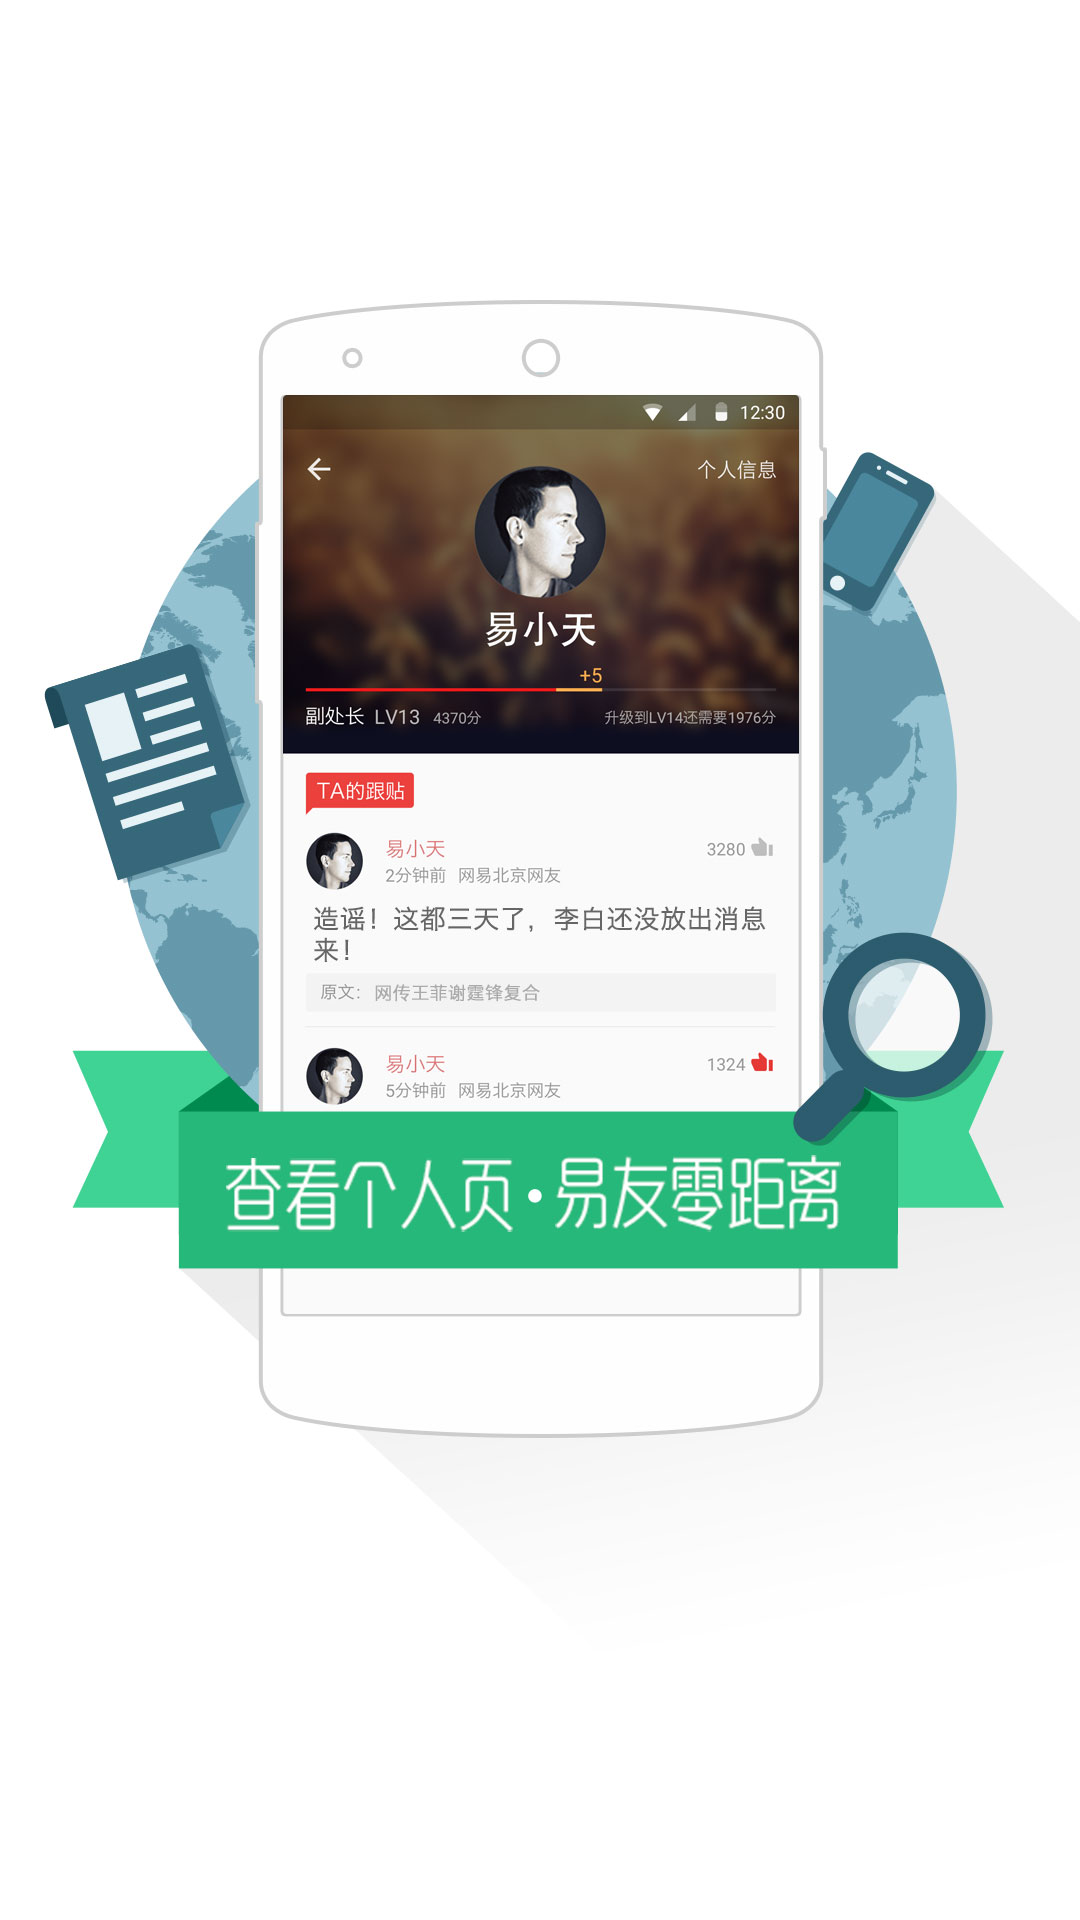 12:30
个人信息
易小天
+5
副处长 LV13 4370分 升级到LV14还需要1976分
TA的跟贴
易小天 3280
2分钟前 网易北京网友
造谣！这都三天了，李白还没放出消息
来！
原文： 网传王菲谢霆锋复合
易小天 1324
5分钟前 网易北京网友
查看个人页·易友零距离